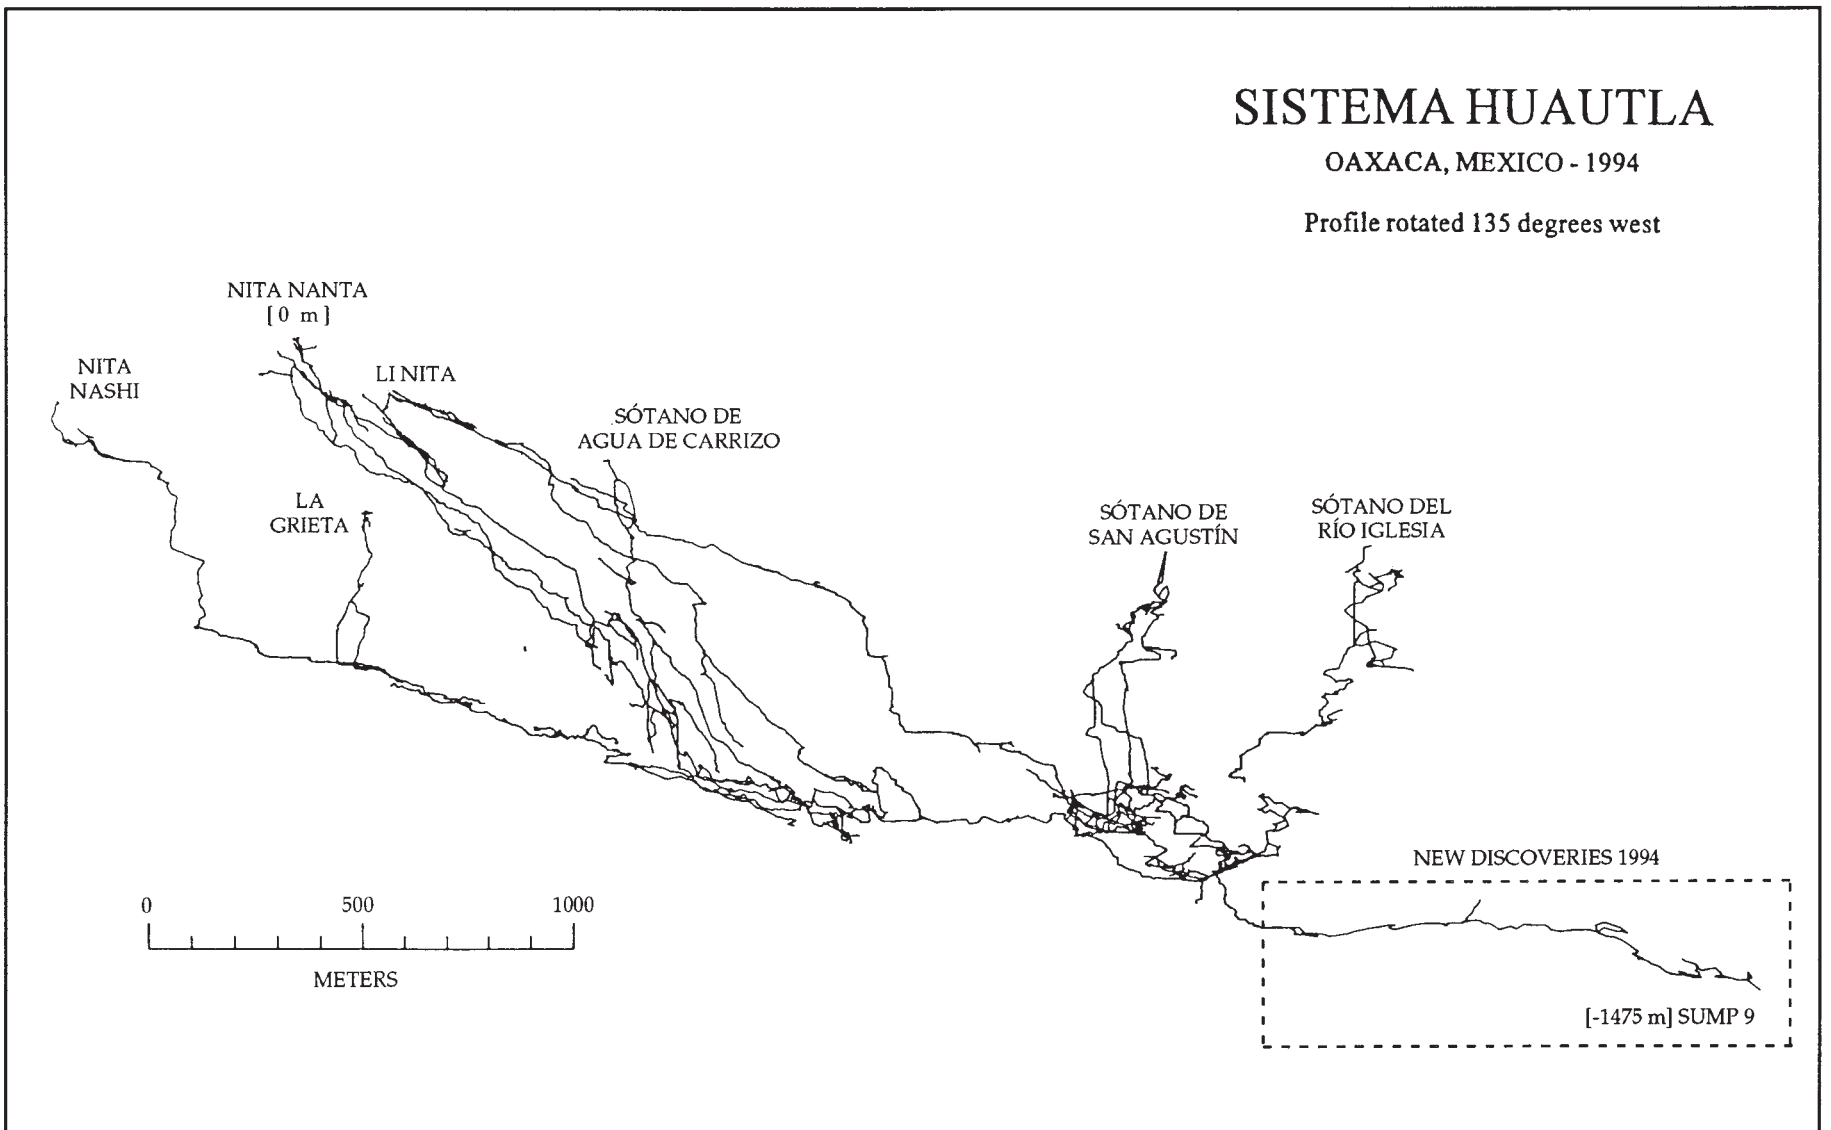 SISTEMA HUAUTLA
OAXACA, MEXICO - 1994
Profile rotated 135 degrees west
NITA NANTA
[ 0 m ]
NITA
NASHI
LI NITA
SÓTANO DE
AGUA DE CARRIZO
LA
GRIETA
SÓTANO DE
SAN AGUSTÍN
SÓTANO DEL
RÍO IGLESIA
NEW DISCOVERIES 1994
0 500 1000
METERS
[-1475 m] SUMP 9